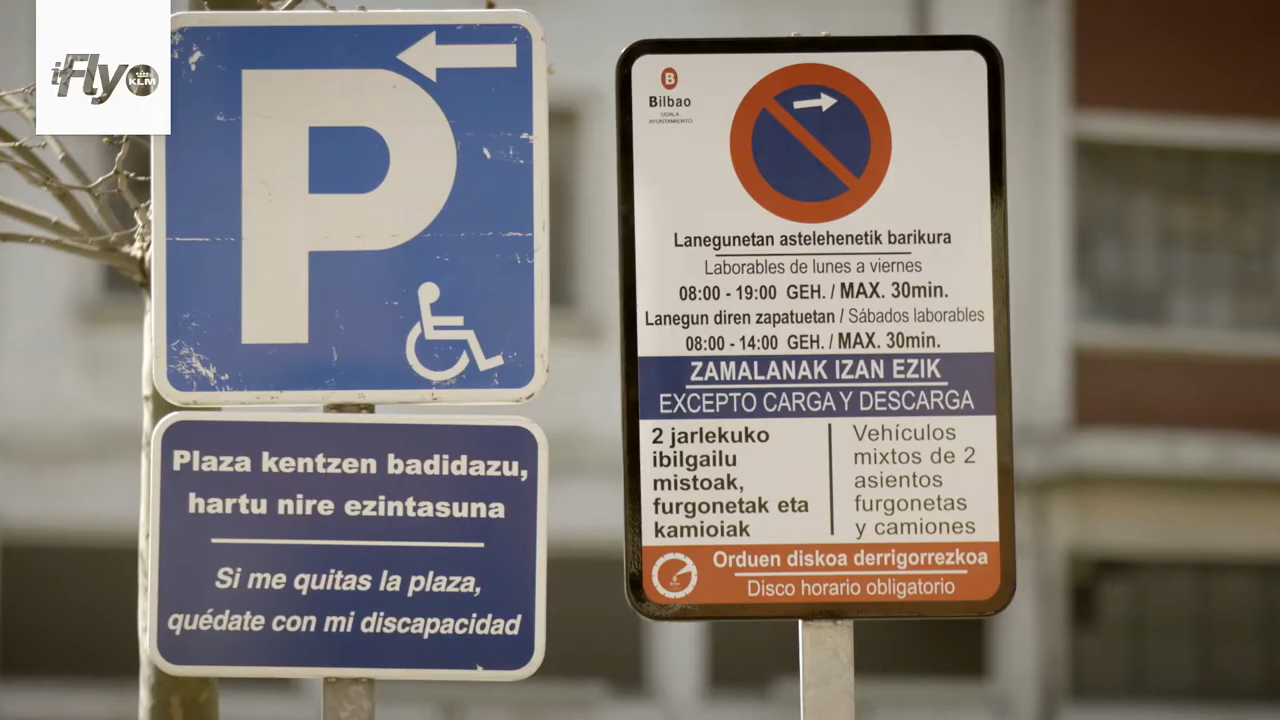 iFly
KLM
P
Plaza kentzen badidazu,
hartu nire ezintasuna
Si me quitas la plaza,
quédate con mi discapacidad
B
Bilbao
UDALA
AYUNTAMIENTO
Lanegunetan astelehenetik barikura
Laborables de lunes a viernes
08:00 - 19:00 GEH. / MAX. 30min.
Lanegun diren zapatuetan / Sábados laborables
08:00 - 14:00 GEH. / MAX. 30min.
ZAMALANAK IZAN EZIK
EXCEPTO CARGA Y DESCARGA
2 jarlekuko
ibilgailu
mistoak,
furgonetak eta
kamioiak
Vehículos
mixtos de 2
asientos
furgonetas
y camiones
Orduen diskoa derrigorrezkoa
Disco horario obligatorio